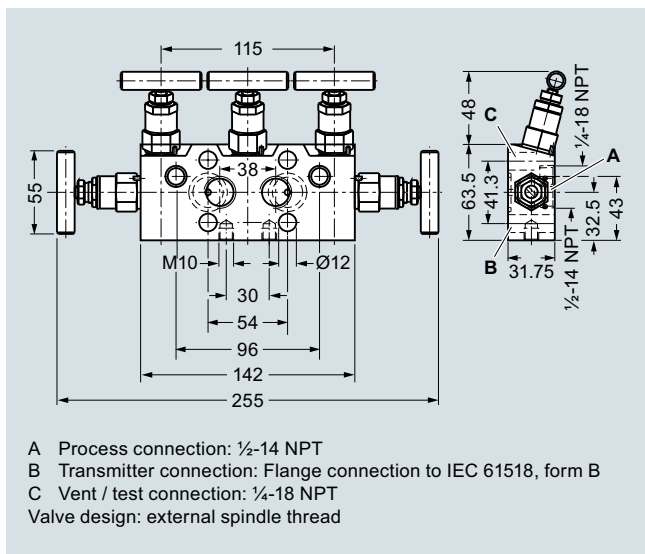 115
C
48
¼-18 NPT
A
55
38
63.5
41.3
32.5
43
M10
Ø12
B
31.75
½-14 NPT
30
54
96
142
255
A Process connection: ½-14 NPT
B Transmitter connection: Flange connection to IEC 61518, form B
C Vent / test connection: ¼-18 NPT
Valve design: external spindle thread